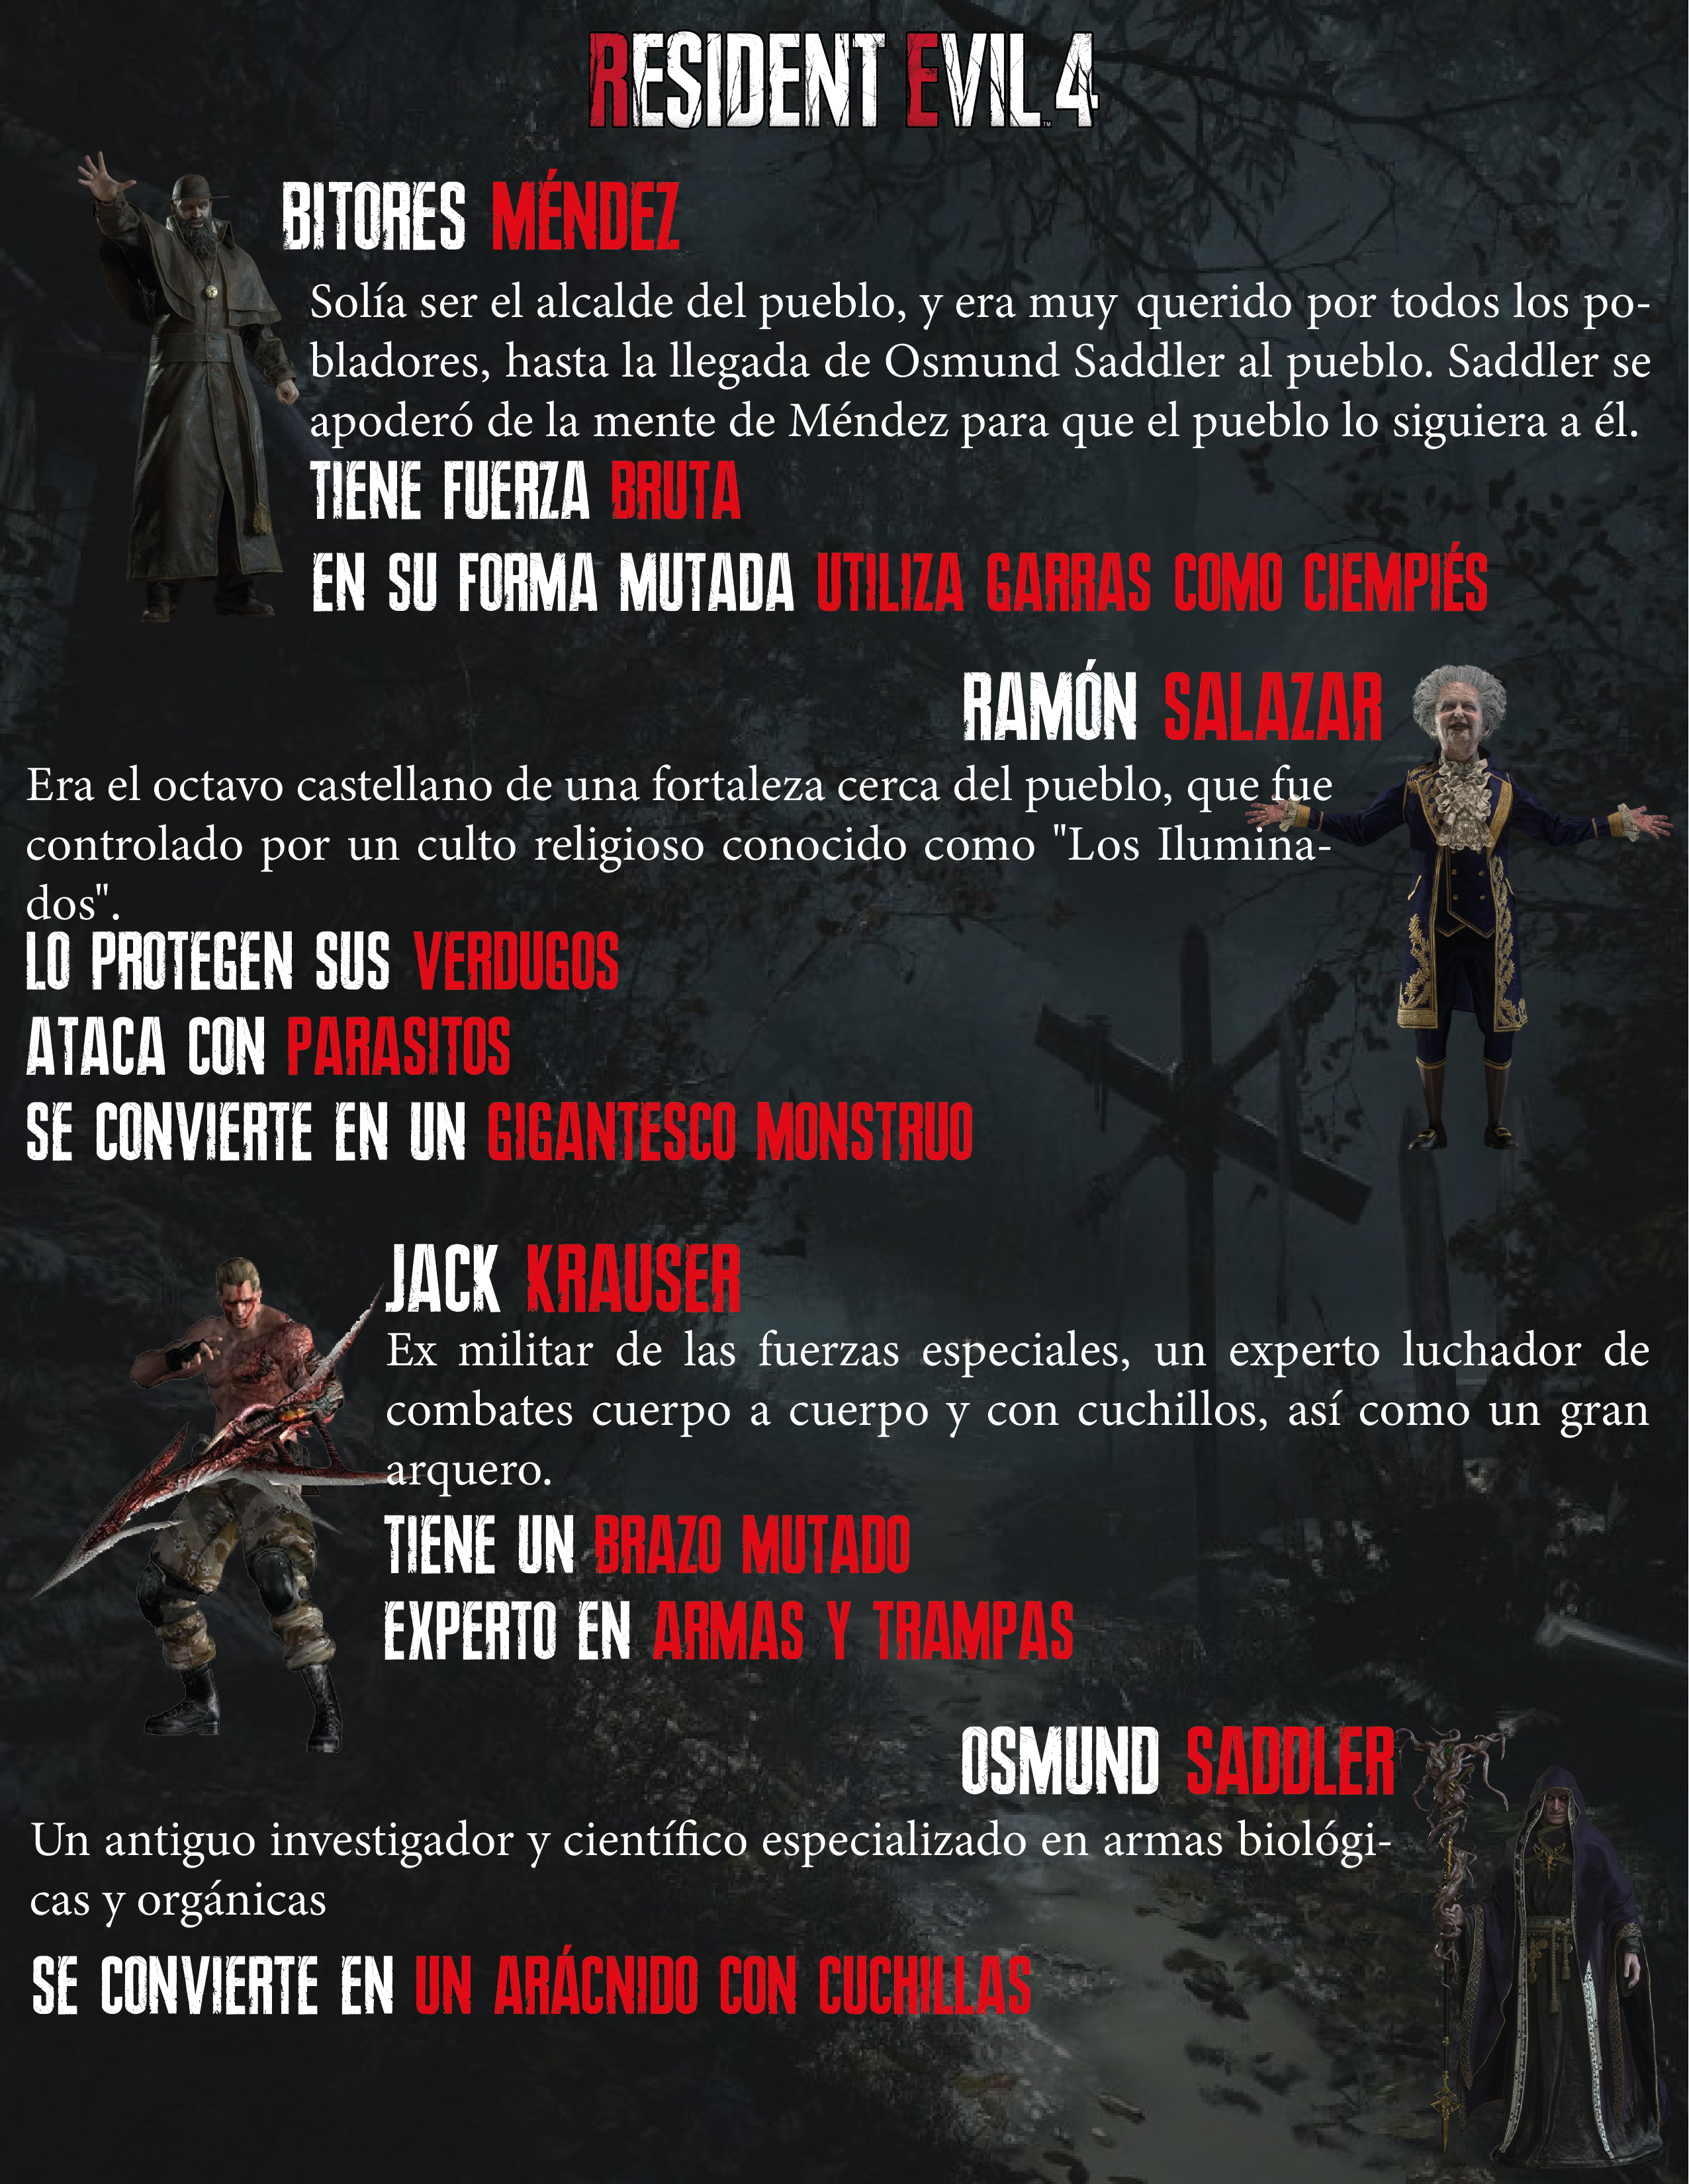 RESIDENT EVIL 4
™
BITORES MÉNDEZ
Solía ser el alcalde del pueblo, y era muy querido por todos los po-
bladores, hasta la llegada de Osmund Saddler al pueblo. Saddler se
apoderó de la mente de Méndez para que el pueblo lo siguiera a él.
TIENE FUERZA BRUTA
EN SU FORMA MUTADA UTILIZA GARRAS COMO CIEMPIÉS
RAMÓN SALAZAR
Era el octavo castellano de una fortaleza cerca del pueblo, que fue
controlado por un culto religioso conocido como "Los Ilumina-
dos".
LO PROTEGEN SUS VERDUGOS
ATACA CON PARASITOS
SE CONVIERTE EN UN GIGANTESCO MONSTRUO
JACK KRAUSER
Ex militar de las fuerzas especiales, un experto luchador de
combates cuerpo a cuerpo y con cuchillos, así como un gran
arquero.
TIENE UN BRAZO MUTADO
EXPERTO EN ARMAS Y TRAMPAS
OSMUND SADDLER
Un antiguo investigador y científico especializado en armas biológi-
cas y orgánicas
SE CONVIERTE EN UN ARÁCNIDO CON CUCHILLAS